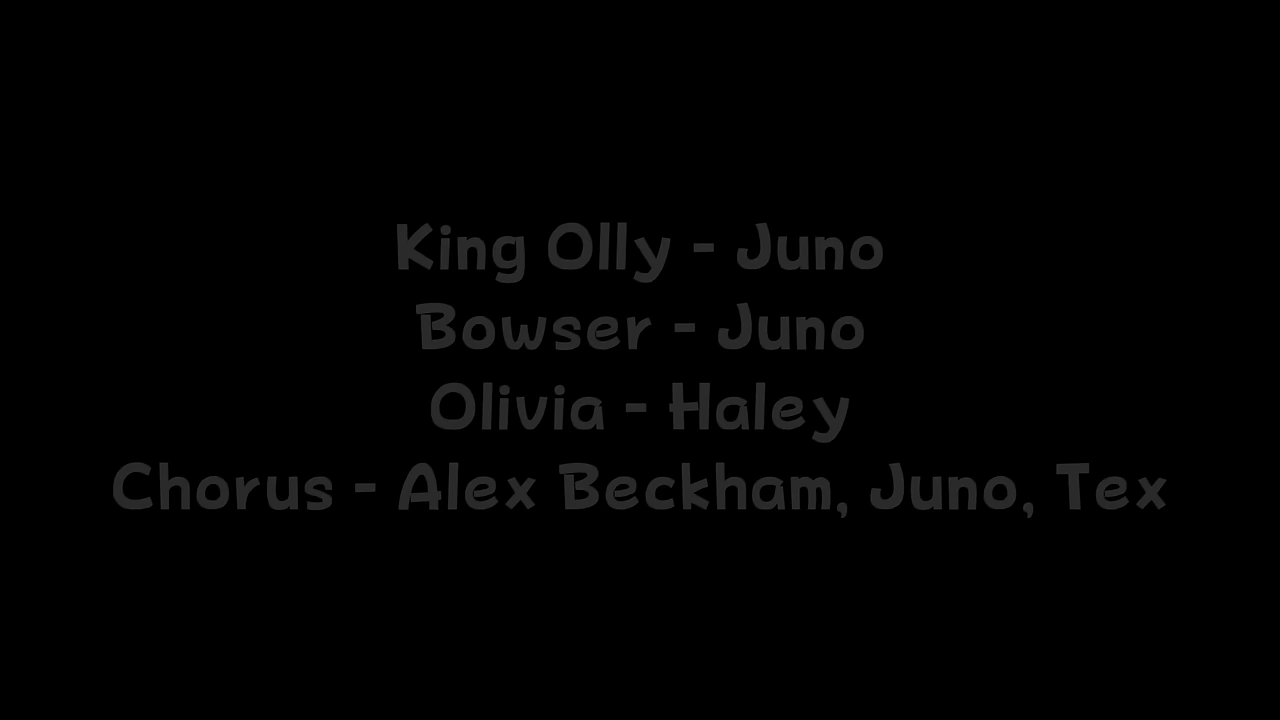 King Olly - Juno
Bowser - Juno
Olivia - Haley
Chorus - Alex Beckham, Juno, Tex